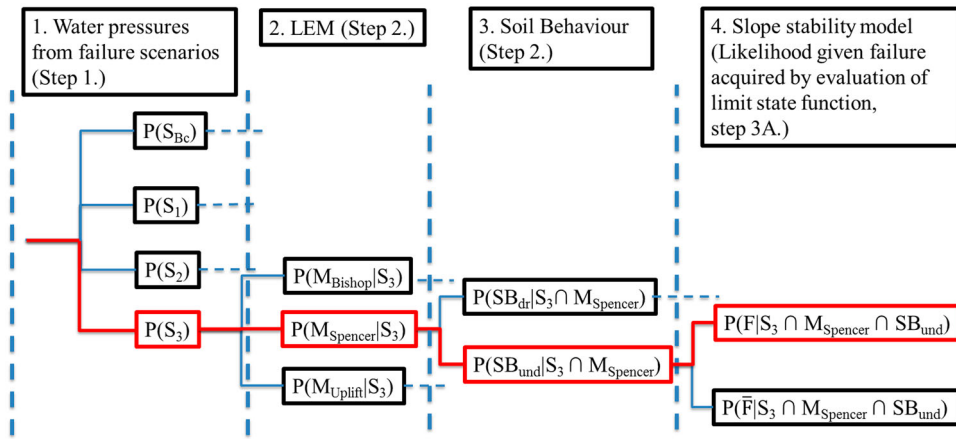 1. Water pressures
from failure scenarios
(Step 1.)
2. LEM (Step 2.)
3. Soil Behaviour
(Step 2.)
4. Slope stability model
(Likelihood given failure
acquired by evaluation of
limit state function,
step 3A.)
P(S_Bc)
P(S_1)
P(S_2)
P(S_3)
P(M_Bishop|S_3)
P(M_Spencer|S_3)
P(M_Uplift|S_3)
P(SB_dr|S_3∩ M_Spencer)
P(SB_und|S_3∩ M_Spencer)
P(F|S_3 ∩ M_Spencer ∩ SB_und)
P(F̄|S_3 ∩ M_Spencer ∩ SB_und)